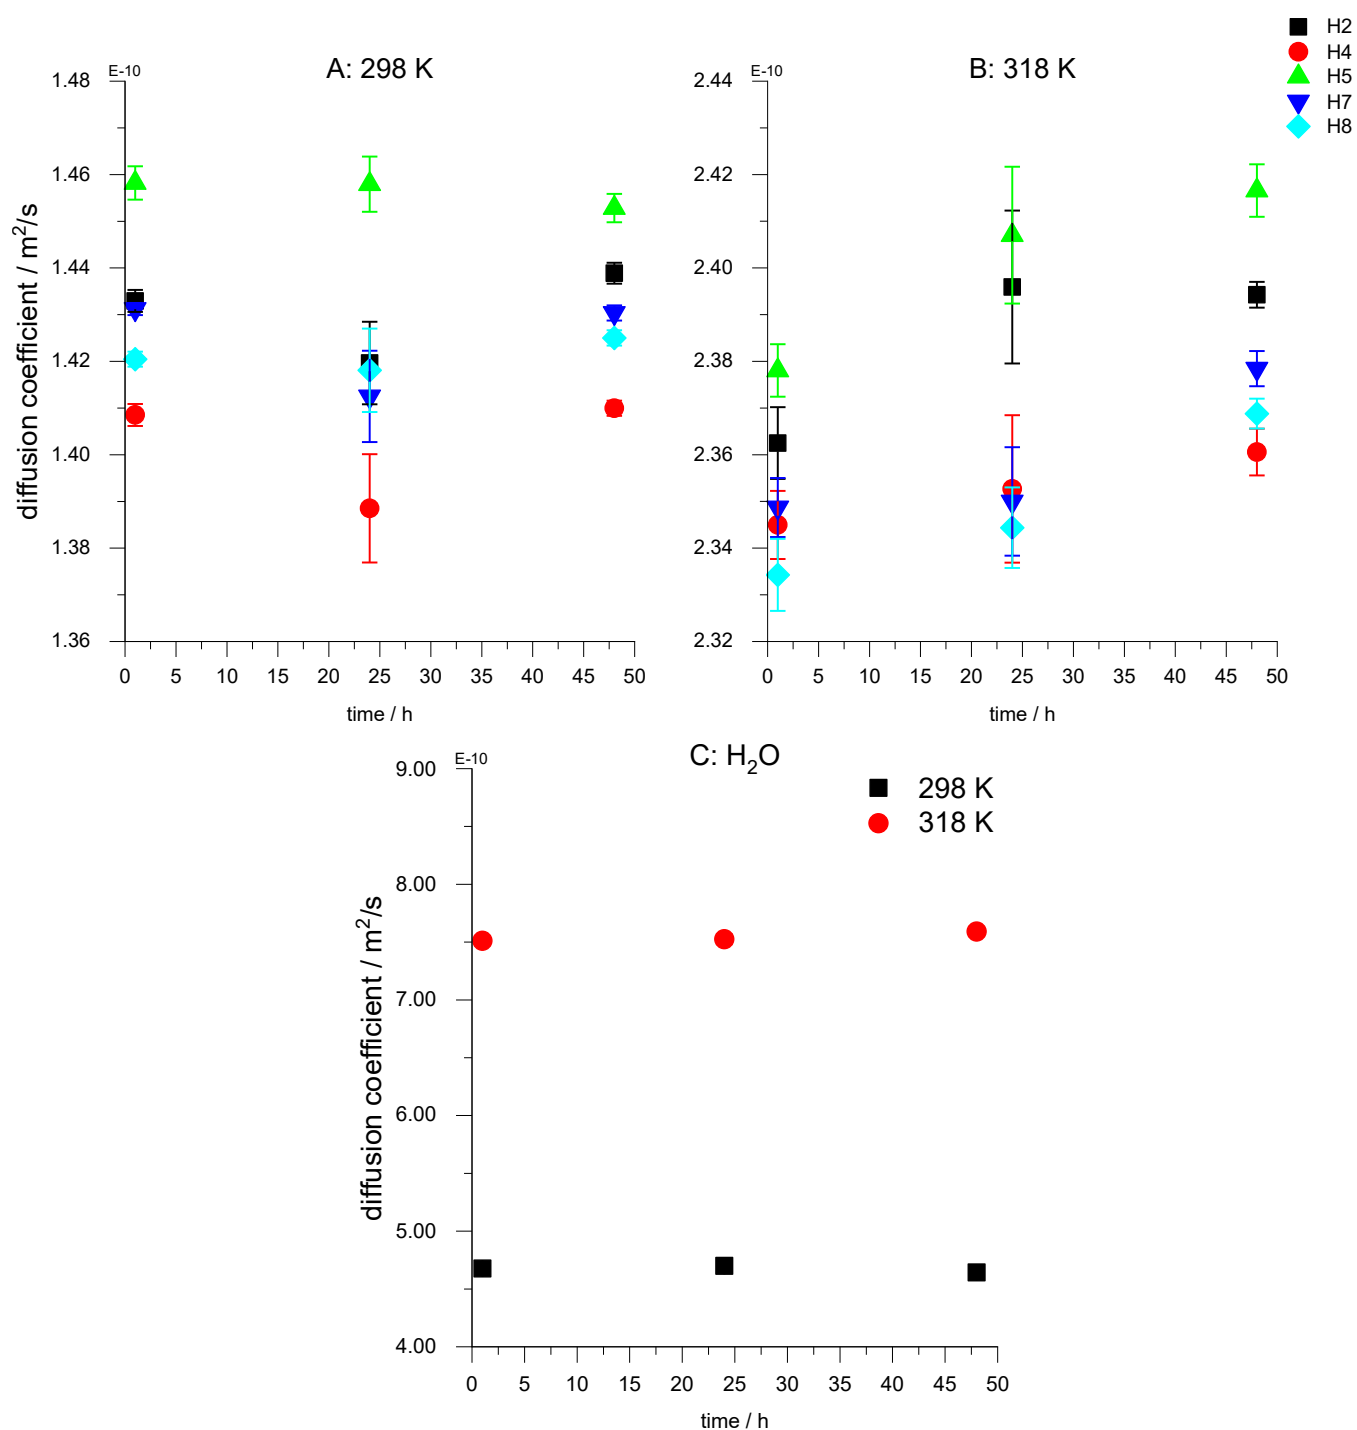 H2
H4
H5
H7
H8
A: 298 K
E-10
1.48
1.46
1.44
1.42
1.40
1.38
1.36
diffusion coefficient / m²/s
0 5 10 15 20 25 30 35 40 45 50
time / h
B: 318 K
E-10
2.44
2.42
2.40
2.38
2.36
2.34
2.32
0 5 10 15 20 25 30 35 40 45 50
time / h
C: H₂O
E-10
298 K
318 K
9.00
8.00
7.00
6.00
5.00
4.00
diffusion coefficient / m²/s
0 5 10 15 20 25 30 35 40 45 50
time / h